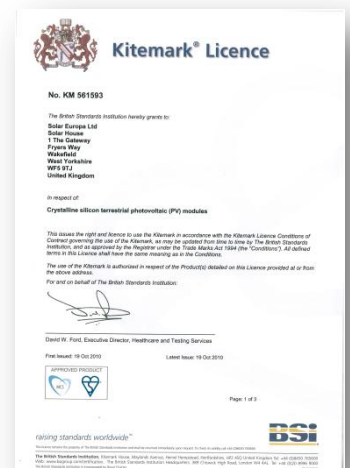 Kitemark® Licence
No. KM 561593
The British Standards Institution hereby grants to:
Solar Europa Ltd
Solar House
1 The Gateway
Fryers Way
Wakefield
West Yorkshire
WF5 9TJ
United Kingdom
In respect of:
Crystalline silicon terrestrial photovoltaic (PV) modules
This issues the right and licence to use the Kitemark in accordance with the Kitemark Licence Conditions of
Contract governing the use of the Kitemark, as may be updated from time to time by The British Standards
Institution, and as approved by the Registrar under the Trade Marks Act 1994 (the "Conditions"). All defined
terms in this Licence shall have the same meaning as in the Conditions.
The use of the Kitemark is authorized in respect of the Product(s) detailed on this Licence provided at or from
the above address.
For and on behalf of The British Standards Institution:
David W. Ford, Executive Director, Healthcare and Testing Services
First Issued: 19 Oct 2010
Latest Issue: 19 Oct 2010
APPROVED PRODUCT
Page: 1 of 3
raising standards worldwide™
BSI